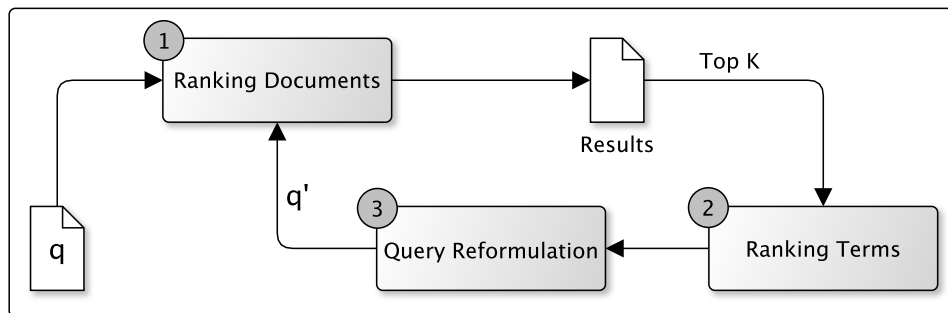 1
Ranking Documents
Top K
Results
q
q'
3
Query Reformulation
2
Ranking Terms